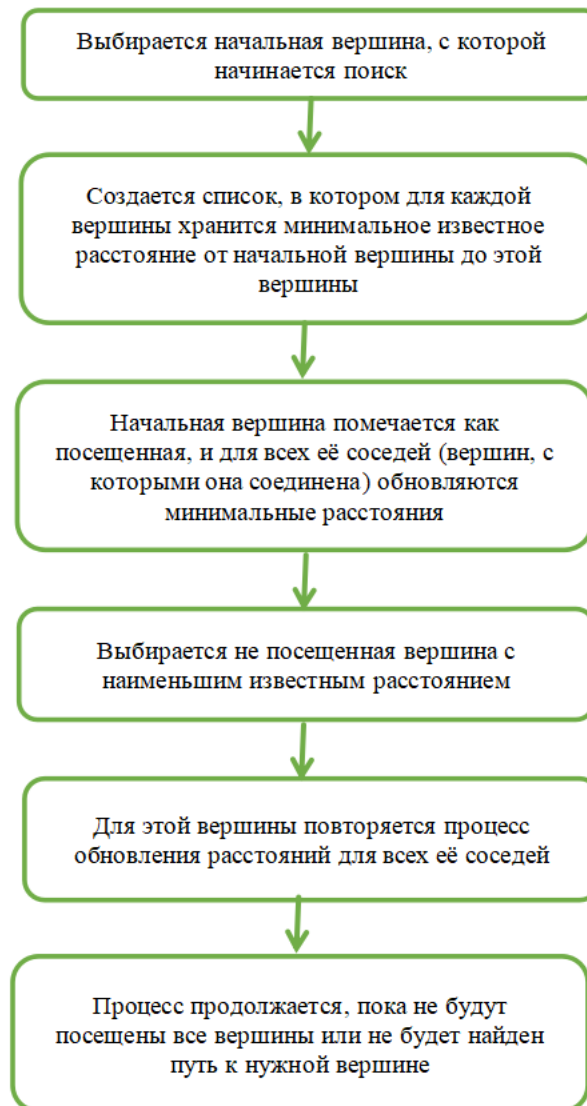 Выбирается начальная вершина, с которой
начинается поиск
Создается список, в котором для каждой
вершины хранится минимальное известное
расстояние от начальной вершины до этой
вершины
Начальная вершина помечается как
посещенная, и для всех её соседей (вершин, с
которыми она соединена) обновляются
минимальные расстояния
Выбирается не посещенная вершина с
наименьшим известным расстоянием
Для этой вершины повторяется процесс
обновления расстояний для всех её соседей
Процесс продолжается, пока не будут
посещены все вершины или не будет найден
путь к нужной вершине